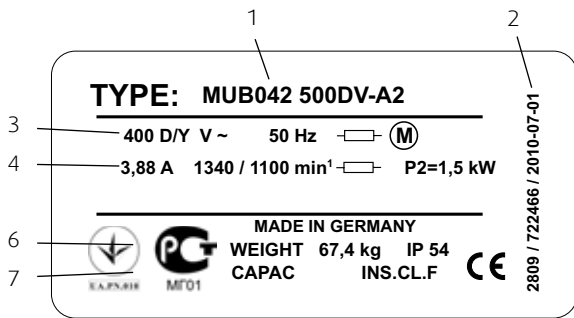 1
2
TYPE: MUB042 500DV-A2
3
400 D/Y V ~ 50 Hz M
4
3,88 A 1340 / 1100 min¹ P2=1,5 kW
2809 / 722466 / 2010-07-01
MADE IN GERMANY
6
WEIGHT 67,4 kg IP 54
7
CAPAC INS.CL.F CE
U.A.PN.010
МГ01